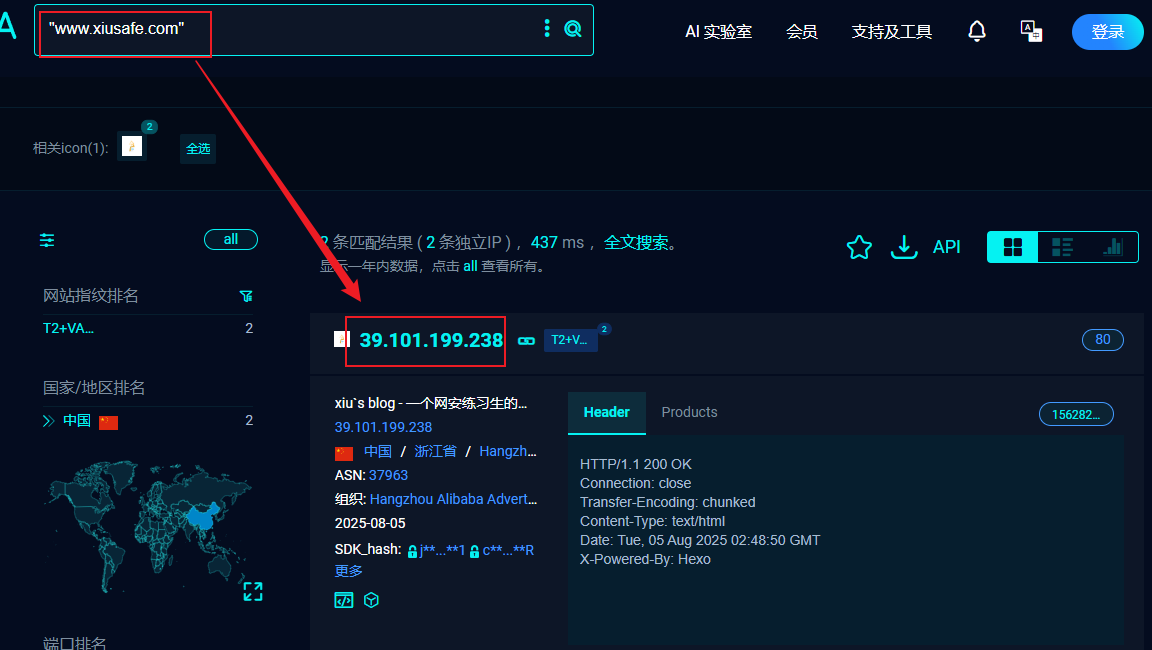 "www.xiusafe.com"
AI 实验室
会员
支持及工具
登录
相关icon(1):
2
全选
all
2 条匹配结果 ( 2 条独立IP ) ， 437 ms ， 全文搜索。
显示一年内数据，点击 all 查看所有。
API
网站指纹排名
T2+VA... 2
国家/地区排名
中国 2
端口排名
39.101.199.238
T2+V...
2
80
xiu`s blog - 一个网安练习生的...
39.101.199.238
中国 / 浙江省 / Hangzh...
ASN: 37963
组织: Hangzhou Alibaba Advert...
2025-08-05
SDK_hash: j**...**1 c**...**R
更多
Header
Products
156282...
HTTP/1.1 200 OK
Connection: close
Transfer-Encoding: chunked
Content-Type: text/html
Date: Tue, 05 Aug 2025 02:48:50 GMT
X-Powered-By: Hexo